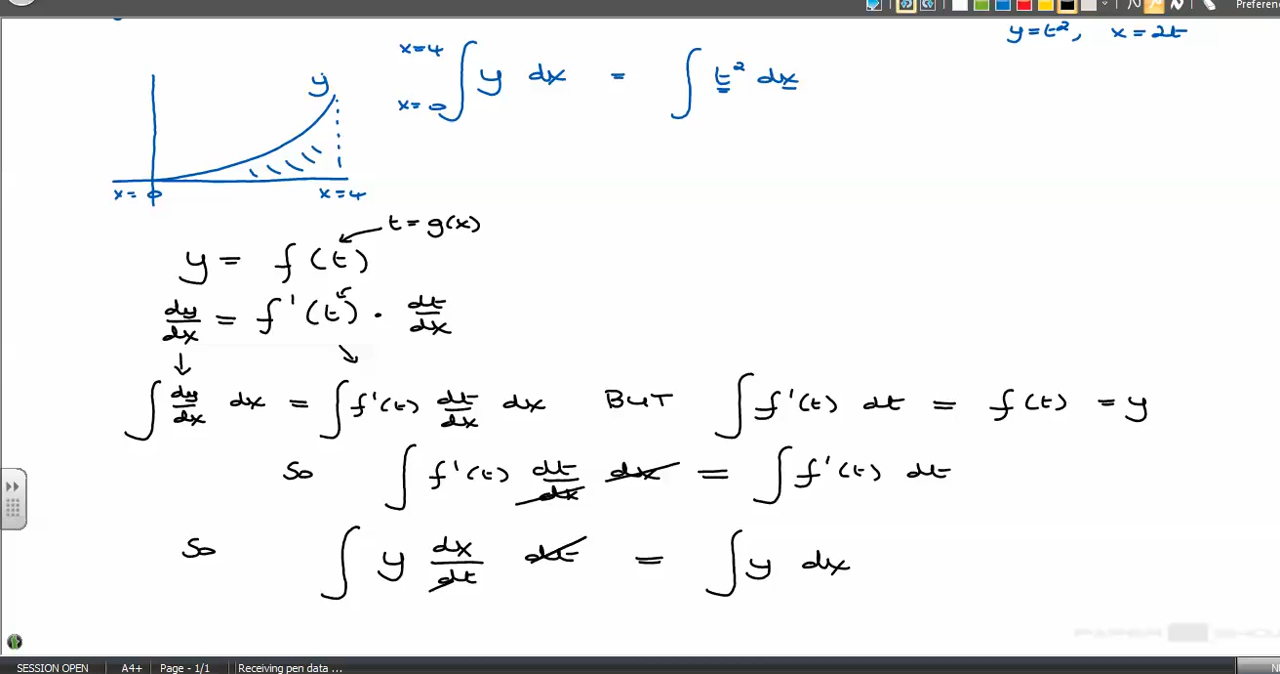 Preferenc
y = t², x = 2t
x=4
∫ y dx = ∫ t² dx
x=0
y
x=0 x=4
t = g(x)
y = f(t)
dy/dx = f'(t) · dt/dx
∫ dy/dx dx = ∫ f'(t) dt/dx dx BUT ∫ f'(t) dt = f(t) = y
So ∫ f'(t) dt/dx dx = ∫ f'(t) dt
So ∫ y dx/dt dt = ∫ y dx
SESSION OPEN A4+ Page - 1/1 Receiving pen data ...